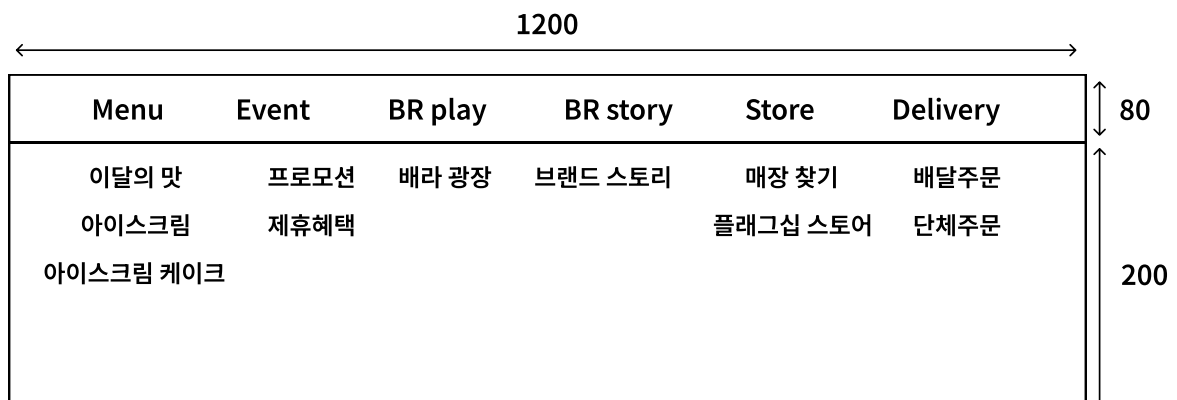 1200
Menu Event BR play BR story Store Delivery 80
이달의 맛 프로모션 배라 광장 브랜드 스토리 매장 찾기 배달주문
아이스크림 제휴혜택 플래그십 스토어 단체주문
아이스크림 케이크 200